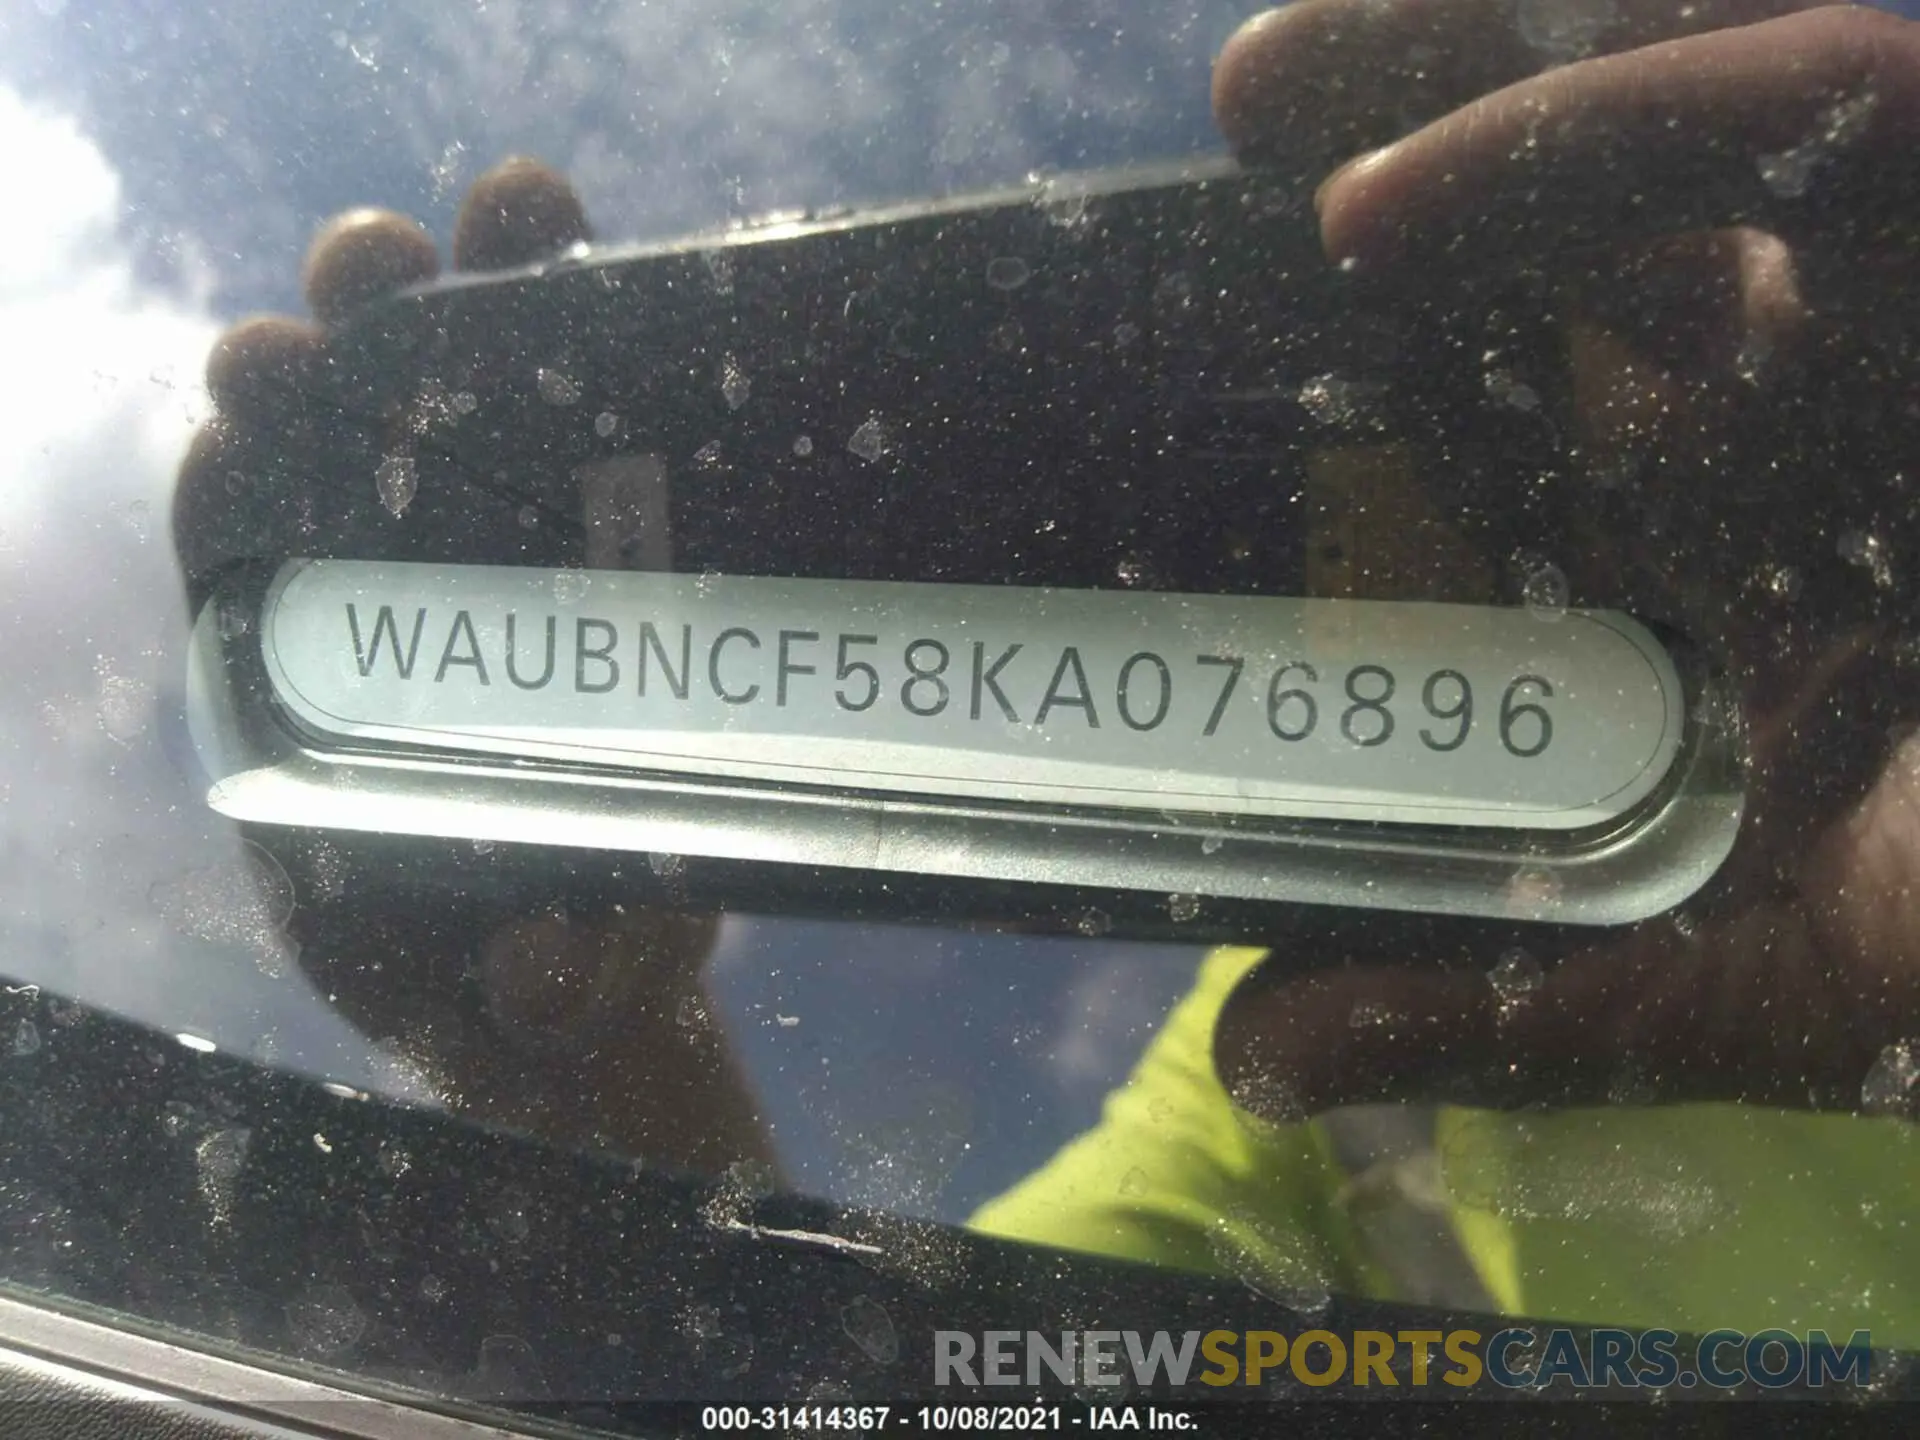 WAUBNCF58KA076896
RENEWSPORTSCARS.COM
000-31414367 - 10/08/2021 - IAA Inc.